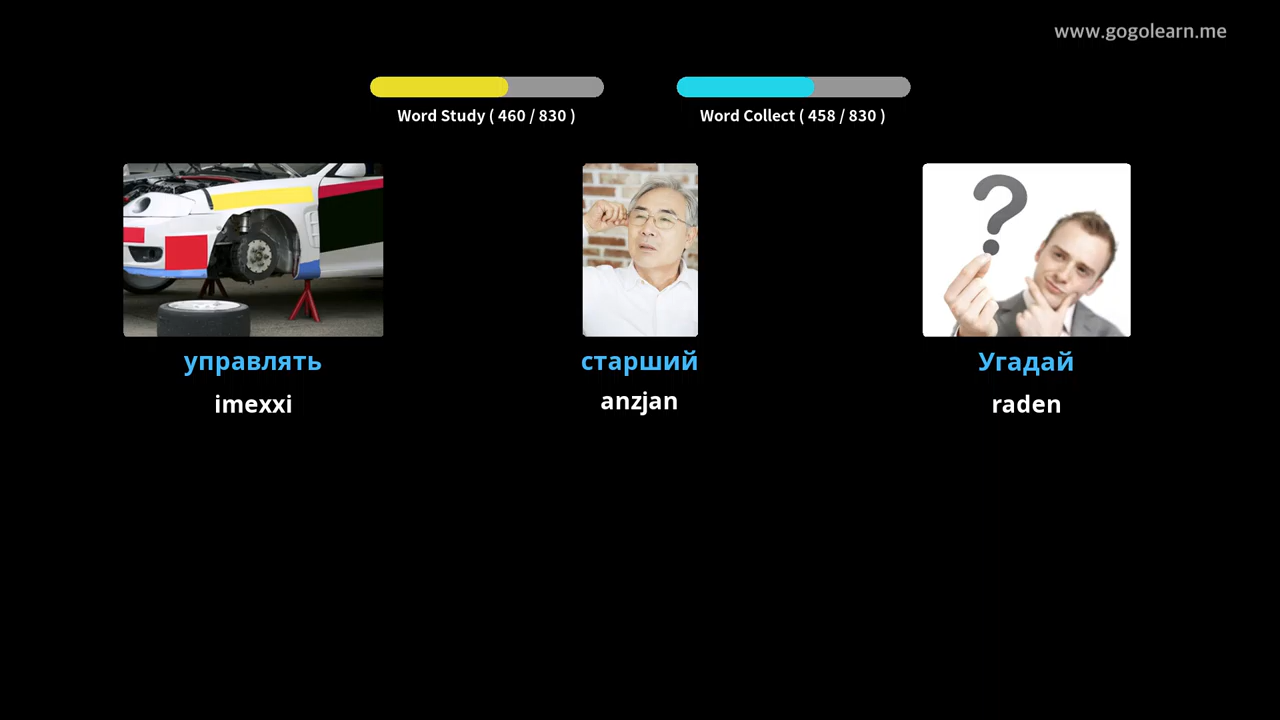 www.gogolearn.me
Word Study ( 460 / 830 )
Word Collect ( 458 / 830 )
управлять
старший
Угадай
imexxi
anzjan
raden